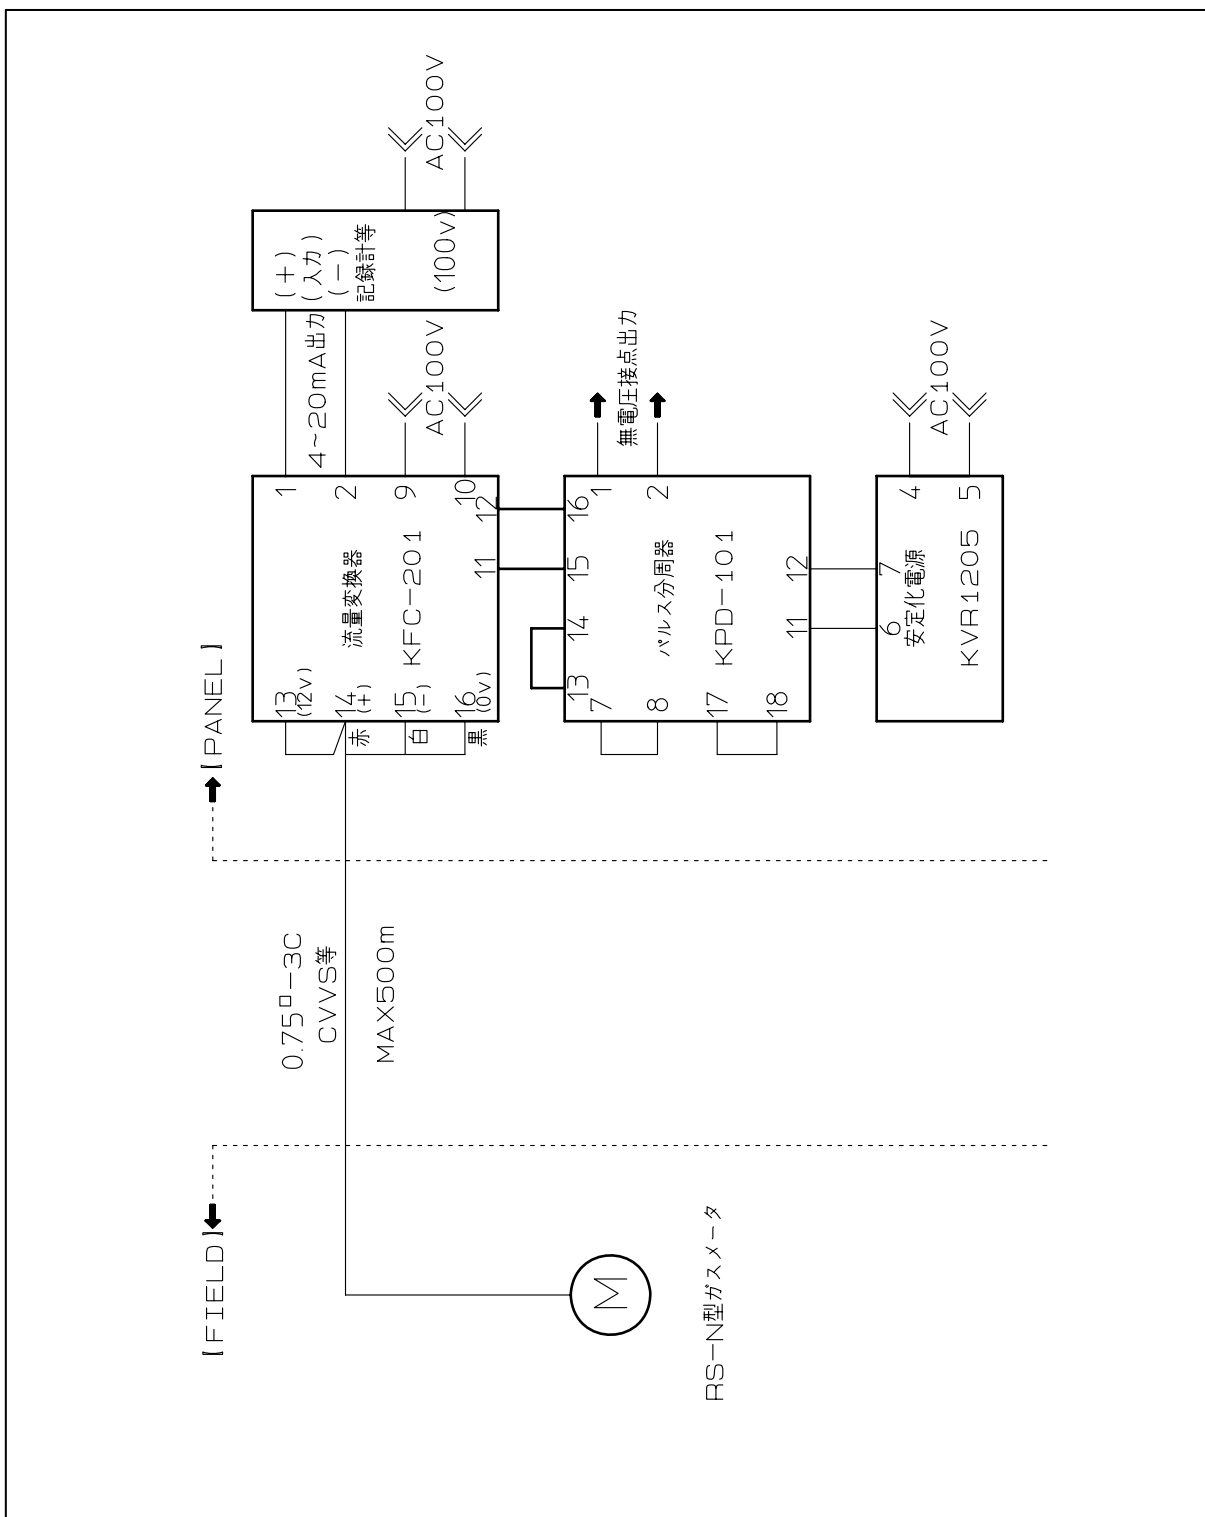 【FIELD】
【PANEL】
0.75□-3C
CVVS等
MAX500m
RS-N型ガスメータ
M
13
(12V)
14
(+)
15
(-)
16
(0V)
赤
白
黒
流量変換器
KFC-201
1
2
9
10
11
12
4~20mA出力
AC100V
(+)
(入力)
(-)
記録計等
(100V)
AC100V
13
14
15
16
7
8
17
18
パルス分周器
KPD-101
1
2
11
12
無電圧接点出力
6
7
安定化電源
KVR1205
4
5
AC100V